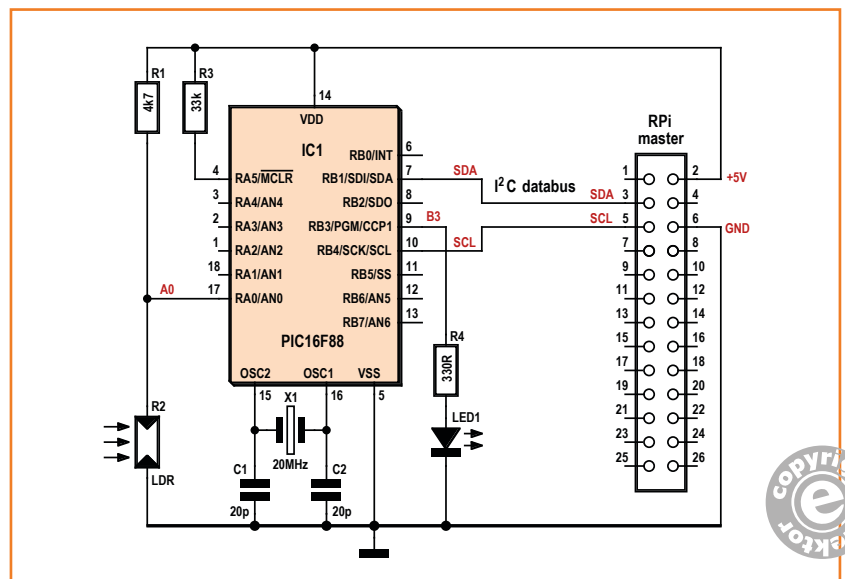 R1
4k7
R3
33k
14
VDD
IC1
4 RA5/MCLR
3 RA4/AN4
2 RA3/AN3
1 RA2/AN2
18 RA1/AN1
A0 17 RA0/AN0
RB0/INT 6
RB1/SDI/SDA 7 SDA
RB2/SDO 8
RB3/PGM/CCP1 9 B3
RB4/SCK/SCL 10 SCL
RB5/SS 11
RB6/AN5 12
RB7/AN6 13
PIC16F88
OSC2 OSC1 VSS
15 16 5
X1
20MHz
C1
20p
C2
20p
R2
LDR
R4
330R
LED1
I2C databus
RPi
master
1 2 +5V
SDA 3 4
SCL 5 6 GND
7 8
9 10
11 12
13 14
15 16
17 18
19 20
21 22
23 24
25 26
copyri
e
ektor